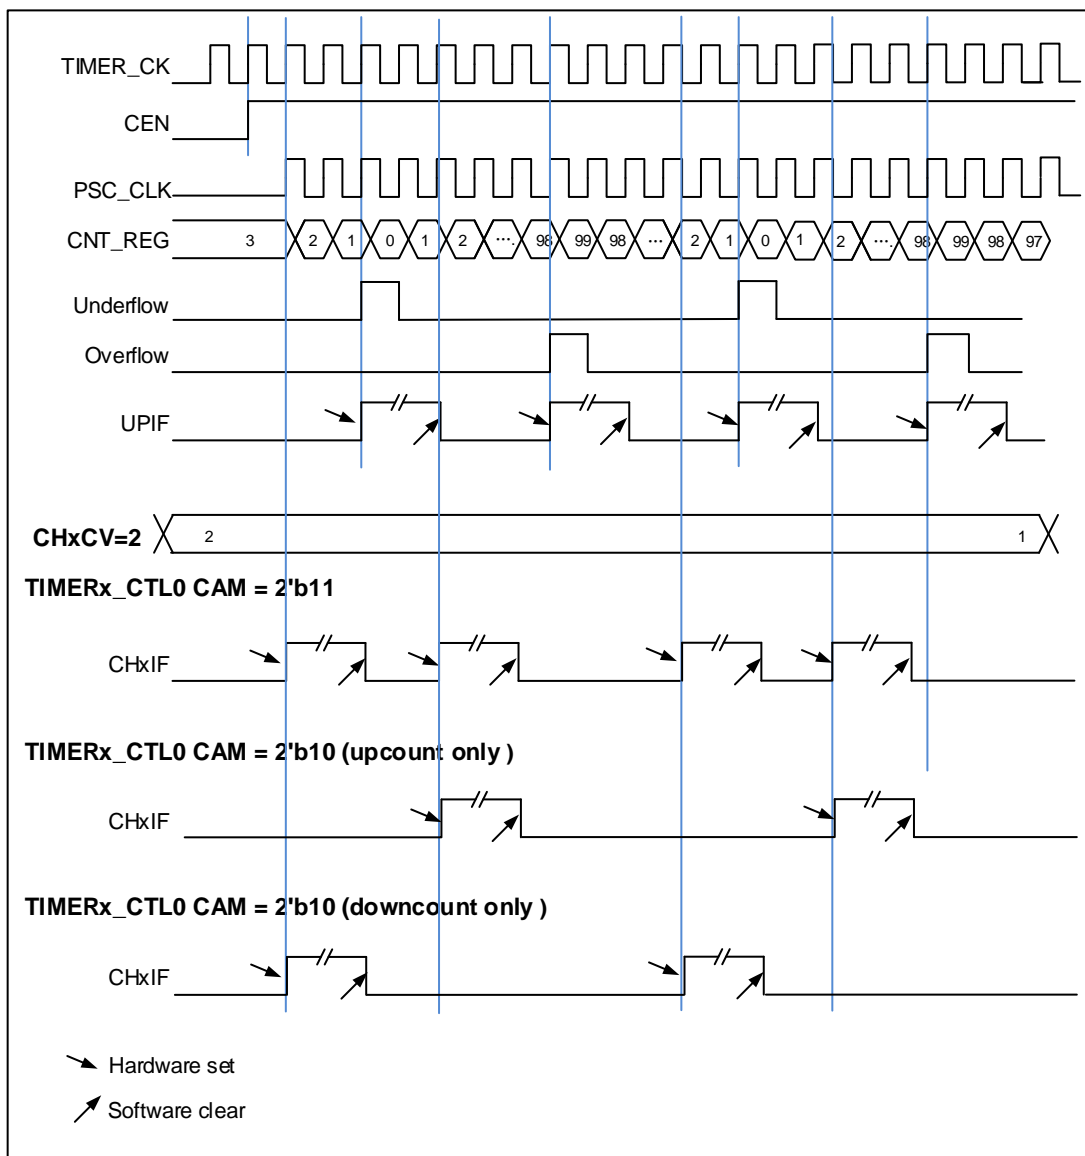 TIMER_CK
CEN
PSC_CLK
CNT_REG 3 2 1 0 1 2 .... 98 99 98 ... 2 1 0 1 2 .... 98 99 98 97
Underflow
Overflow
UPIF
CHxCV=2 2 1
TIMERx_CTL0 CAM = 2'b11
CHxIF
TIMERx_CTL0 CAM = 2'b10 (upcount only )
CHxIF
TIMERx_CTL0 CAM = 2'b10 (downcount only )
CHxIF
Hardware set
Software clear